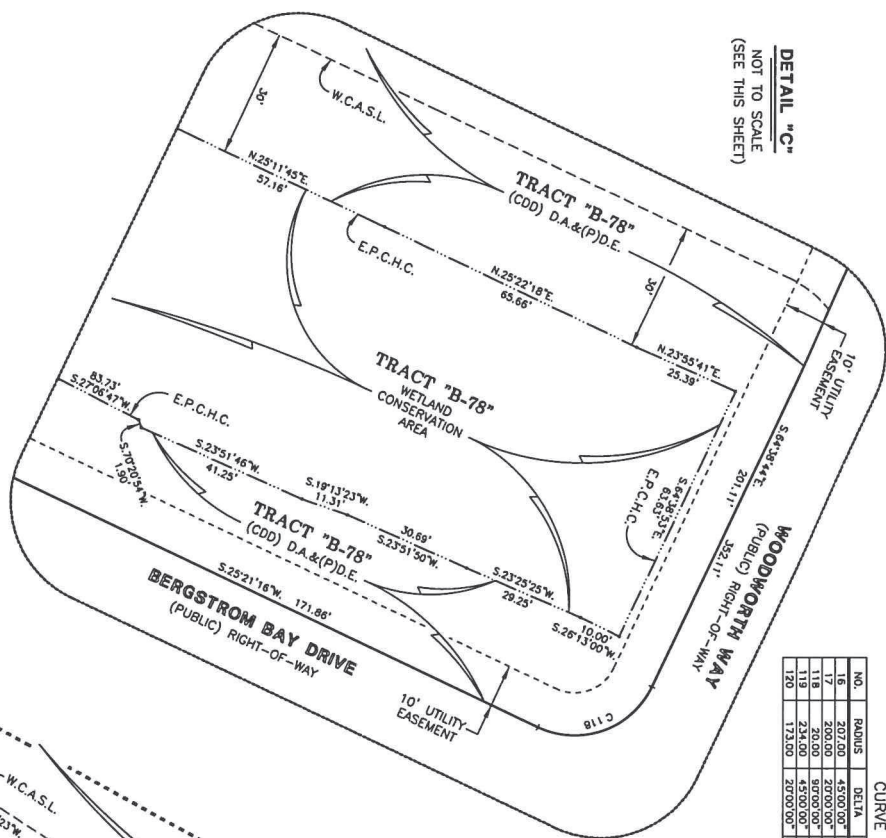 DETAIL "C"
NOT TO SCALE
(SEE THIS SHEET)
W.C.A.S.L.
30'
N.25°11'45"E.
57.16'
E.P.C.H.C.
TRACT "B-78"
(CDD) D.A.&(P)D.E.
N.25°22'18"E.
65.66'
30'
N.23°55'41"E.
25.39'
10' UTILITY
EASEMENT
S.64°38'44"E.
201.11'
352.11'
WOODWORTH WAY
(PUBLIC) RIGHT-OF-WAY
TRACT "B-78"
WETLAND
CONSERVATION
AREA
S.64°38'53"E.
63.63'
E.P.C.H.C.
83.73'
S.27°06'47"W.
E.P.C.H.C.
S.70°20'54"W.
1.90'
S.23°51'46"W.
41.25'
S.19°13'23"W.
11.31'
30.69'
S.23°51'50"W.
S.23°25'25"W.
29.25'
10.00'
S.26°13'00"W.
TRACT "B-78"
(CDD) D.A.&(P)D.E.
S.25°21'16"W. 171.86'
BERGSTROM BAY DRIVE
(PUBLIC) RIGHT-OF-WAY
10' UTILITY
EASEMENT
C118
CURVE
NO. RADIUS DELTA
16 207.00 45°00'00"
17 200.00 20°00'00"
118 20.00 90°00'00"
119 234.00 45°00'00"
120 173.00 20°00'00"
W.C.A.S.L.
23"W.